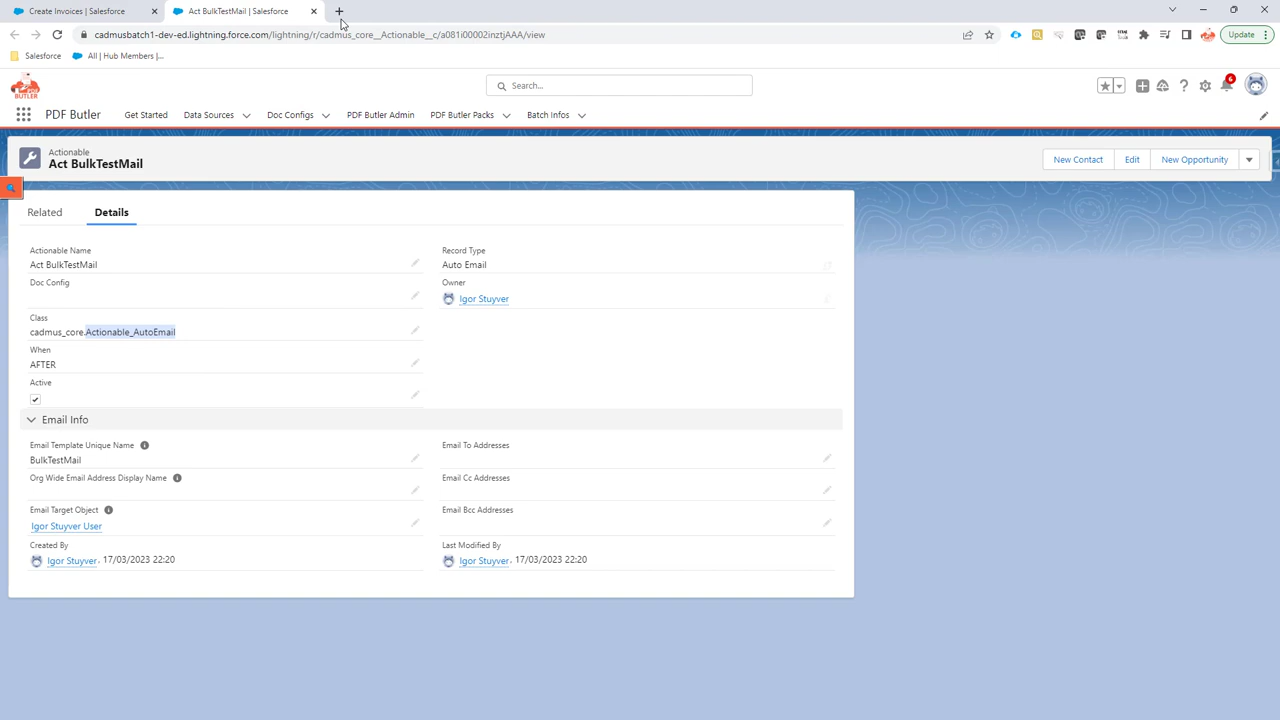 Create Invoices | Salesforce
Act BulkTestMail | Salesforce
cadmusbatch1-dev-ed.lightning.force.com/lightning/r/cadmus_core__Actionable__c/a081i00002inztjAAA/view
Update
Salesforce
All | Hub Members |...
PDF BUTLER
Search...
6
PDF Butler
Get Started
Data Sources
Doc Configs
PDF Butler Admin
PDF Butler Packs
Batch Infos
Actionable
Act BulkTestMail
New Contact
Edit
New Opportunity
Related
Details
Actionable Name
Act BulkTestMail
Record Type
Auto Email
Doc Config
Owner
Igor Stuyver
Class
cadmus_core.Actionable_AutoEmail
When
AFTER
Active
Email Info
Email Template Unique Name
BulkTestMail
Email To Addresses
Org Wide Email Address Display Name
Email Cc Addresses
Email Target Object
Igor Stuyver User
Email Bcc Addresses
Created By
Igor Stuyver, 17/03/2023 22:20
Last Modified By
Igor Stuyver, 17/03/2023 22:20